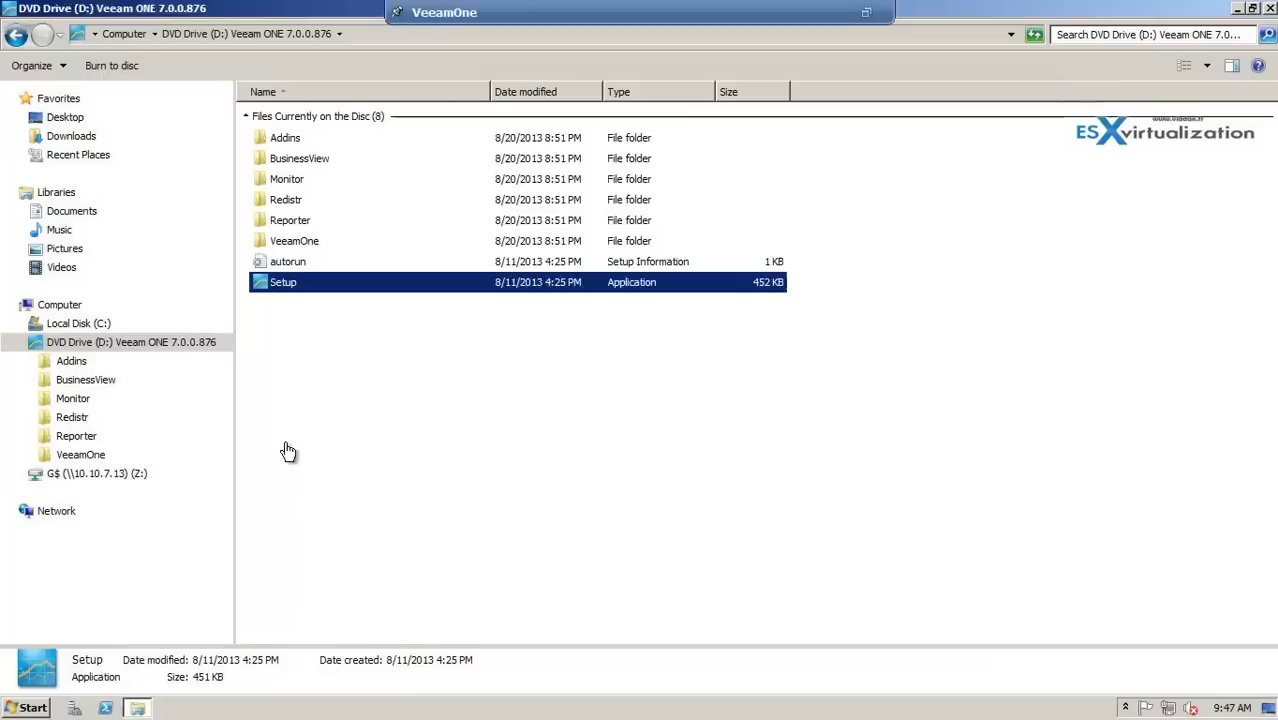 DVD Drive (D:) Veeam ONE 7.0.0.876
VeeamOne
Computer
DVD Drive (D:) Veeam ONE 7.0.0.876
Search DVD Drive (D:) Veeam ONE 7.0....
Organize
Burn to disc
Name
Date modified
Type
Size
Favorites
Desktop
Downloads
Recent Places
Libraries
Documents
Music
Pictures
Videos
Computer
Local Disk (C:)
DVD Drive (D:) Veeam ONE 7.0.0.876
Addins
BusinessView
Monitor
Redistr
Reporter
VeeamOne
G$ (\\10.10.7.13) (Z:)
Network
Files Currently on the Disc (8)
Addins 8/20/2013 8:51 PM File folder
BusinessView 8/20/2013 8:51 PM File folder
Monitor 8/20/2013 8:51 PM File folder
Redistr 8/20/2013 8:51 PM File folder
Reporter 8/20/2013 8:51 PM File folder
VeeamOne 8/20/2013 8:51 PM File folder
autorun 8/11/2013 4:25 PM Setup Information 1 KB
Setup 8/11/2013 4:25 PM Application 452 KB
ESXvirtualization
Setup Date modified: 8/11/2013 4:25 PM Date created: 8/11/2013 4:25 PM
Application Size: 451 KB
Start
9:47 AM